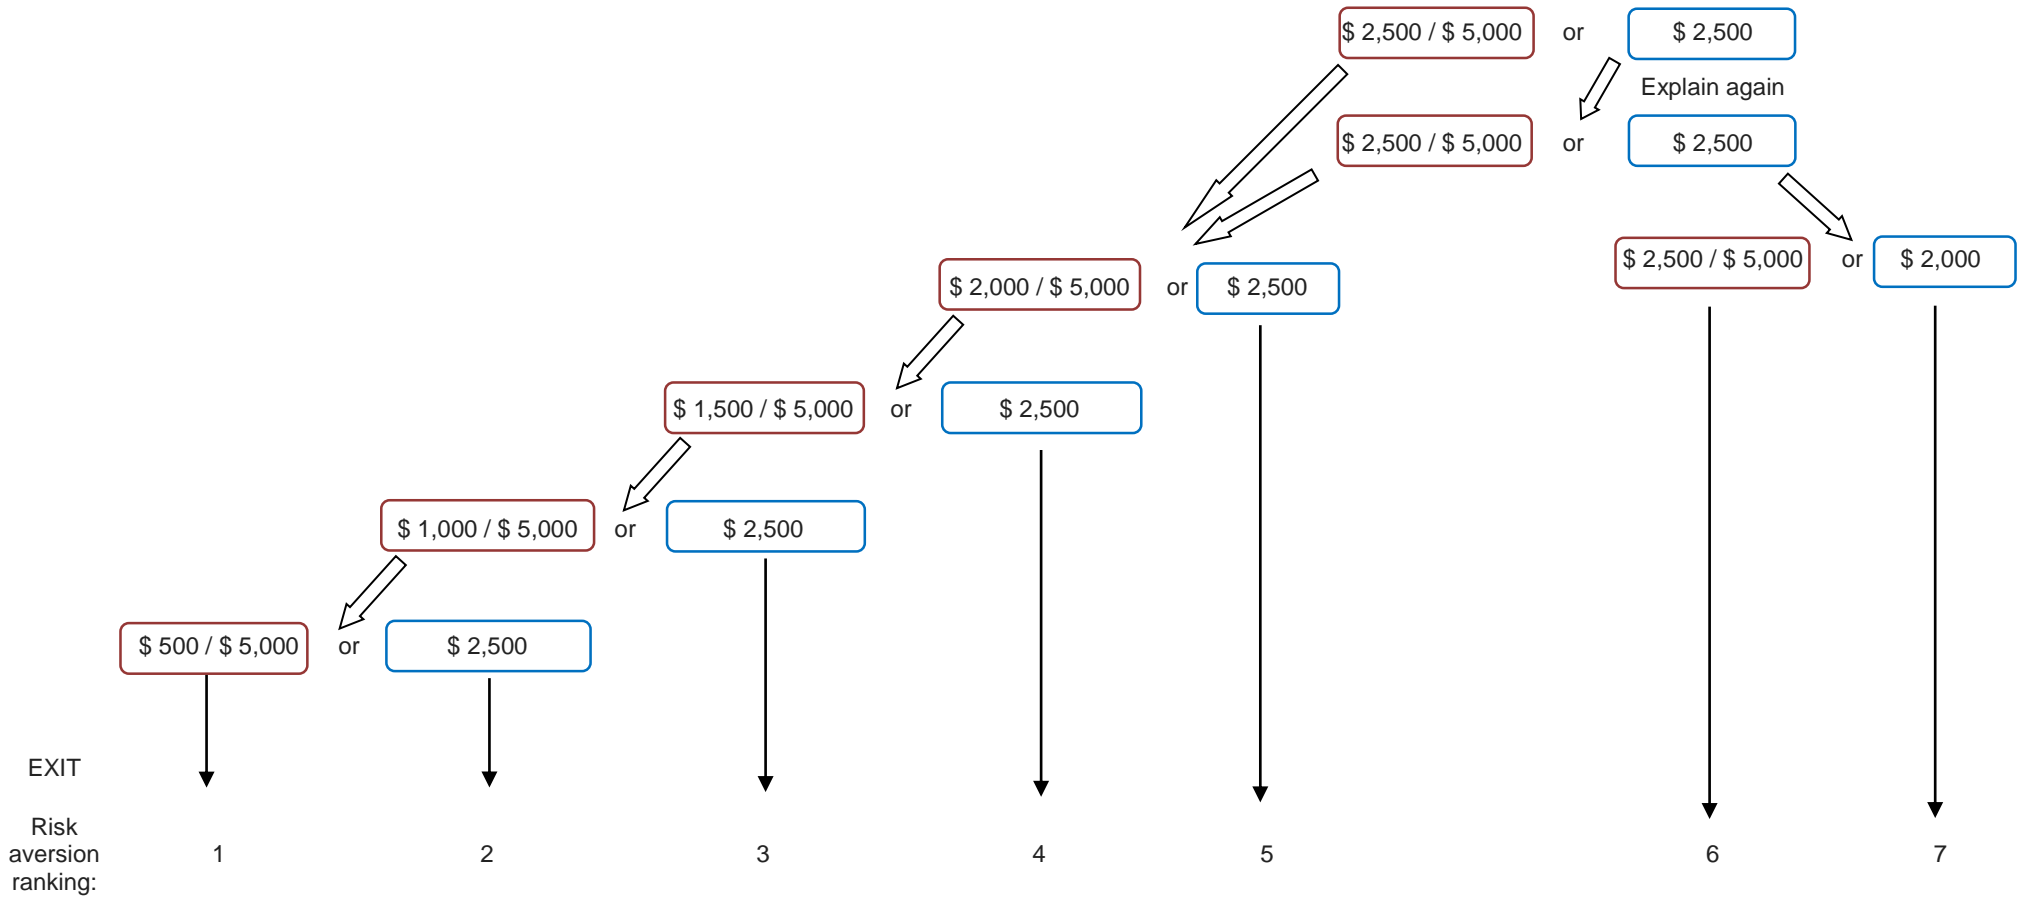 $ 2,500 / $ 5,000 or $ 2,500
Explain again
$ 2,500 / $ 5,000 or $ 2,500
$ 2,500 / $ 5,000 or $ 2,000
$ 2,000 / $ 5,000 or $ 2,500
$ 1,500 / $ 5,000 or $ 2,500
$ 1,000 / $ 5,000 or $ 2,500
$ 500 / $ 5,000 or $ 2,500
EXIT
Risk
aversion
ranking:
1 2 3 4 5 6 7